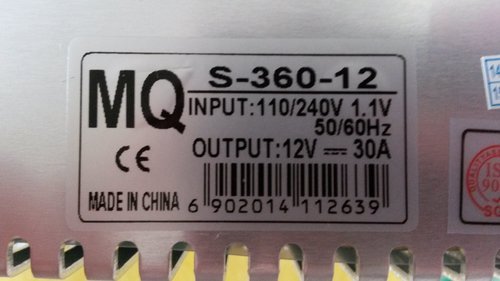 S-360-12
MQ
INPUT:110/240V 1.1V
50/60Hz
OUTPUT:12V⎓30A
CE
MADE IN CHINA
6 902014 112639